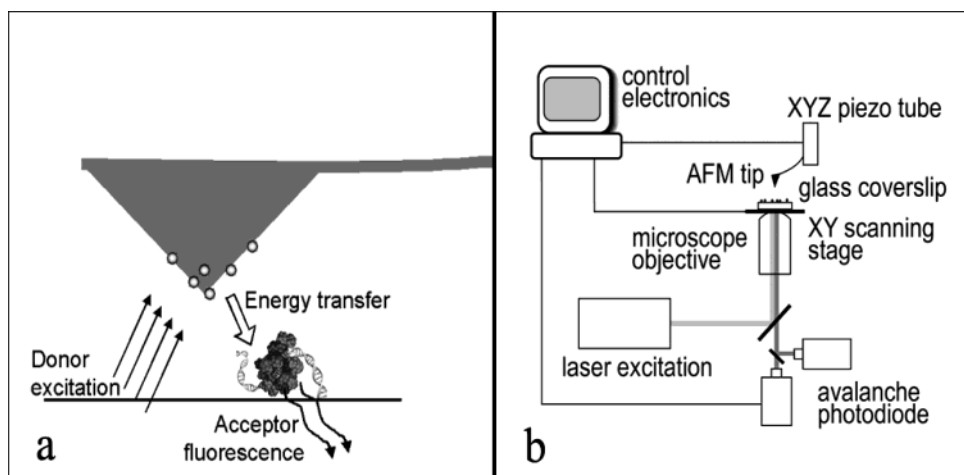 Energy transfer
Donor
excitation
Acceptor
fluorescence
a
control
electronics
XYZ piezo tube
AFM tip
glass coverslip
microscope
objective
XY scanning
stage
laser excitation
avalanche
photodiode
b